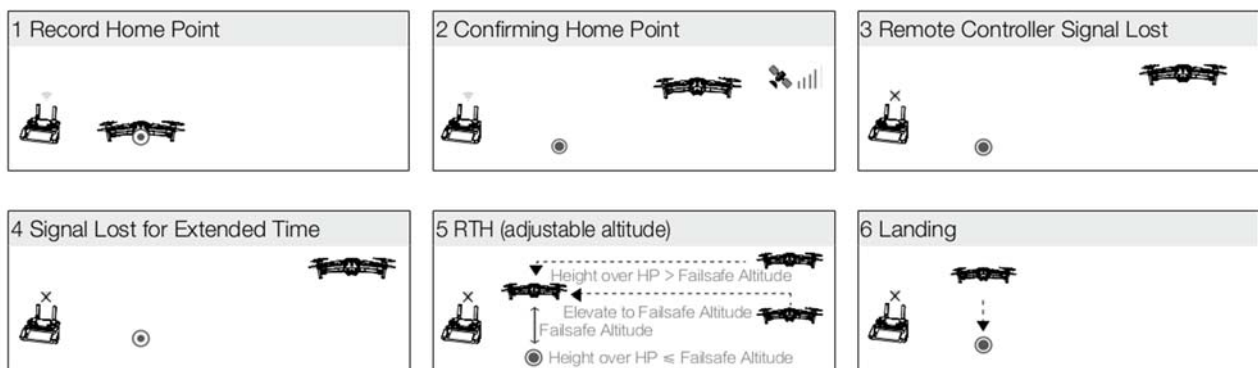 1 Record Home Point
2 Confirming Home Point
3 Remote Controller Signal Lost
4 Signal Lost for Extended Time
5 RTH (adjustable altitude)
Height over HP > Failsafe Altitude
Elevate to Failsafe Altitude
Failsafe Altitude
Height over HP ≤ Failsafe Altitude
6 Landing